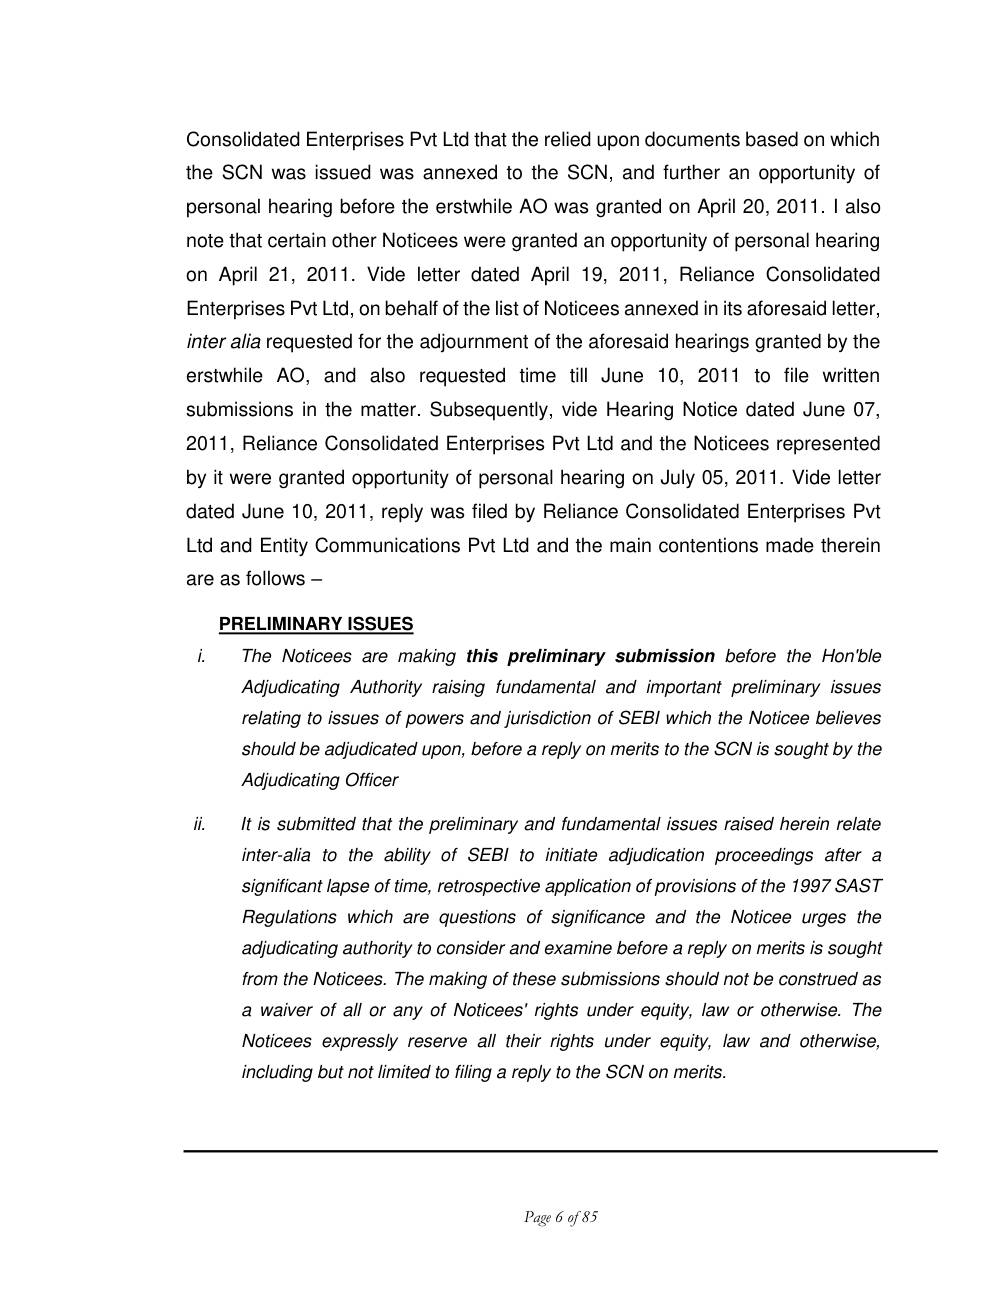 Consolidated Enterprises Pvt Ltd that the relied upon documents based on which
the SCN was issued was annexed to the SCN, and further an opportunity of
personal hearing before the erstwhile AO was granted on April 20, 2011. I also
note that certain other Noticees were granted an opportunity of personal hearing
on April 21, 2011. Vide letter dated April 19, 2011, Reliance Consolidated
Enterprises Pvt Ltd, on behalf of the list of Noticees annexed in its aforesaid letter,
inter alia requested for the adjournment of the aforesaid hearings granted by the
erstwhile AO, and also requested time till June 10, 2011 to file written
submissions in the matter. Subsequently, vide Hearing Notice dated June 07,
2011, Reliance Consolidated Enterprises Pvt Ltd and the Noticees represented
by it were granted opportunity of personal hearing on July 05, 2011. Vide letter
dated June 10, 2011, reply was filed by Reliance Consolidated Enterprises Pvt
Ltd and Entity Communications Pvt Ltd and the main contentions made therein
are as follows –
PRELIMINARY ISSUES
i. The Noticees are making this preliminary submission before the Hon'ble
Adjudicating Authority raising fundamental and important preliminary issues
relating to issues of powers and jurisdiction of SEBI which the Noticee believes
should be adjudicated upon, before a reply on merits to the SCN is sought by the
Adjudicating Officer
ii. It is submitted that the preliminary and fundamental issues raised herein relate
inter-alia to the ability of SEBI to initiate adjudication proceedings after a
significant lapse of time, retrospective application of provisions of the 1997 SAST
Regulations which are questions of significance and the Noticee urges the
adjudicating authority to consider and examine before a reply on merits is sought
from the Noticees. The making of these submissions should not be construed as
a waiver of all or any of Noticees' rights under equity, law or otherwise. The
Noticees expressly reserve all their rights under equity, law and otherwise,
including but not limited to filing a reply to the SCN on merits.
Page 6 of 85